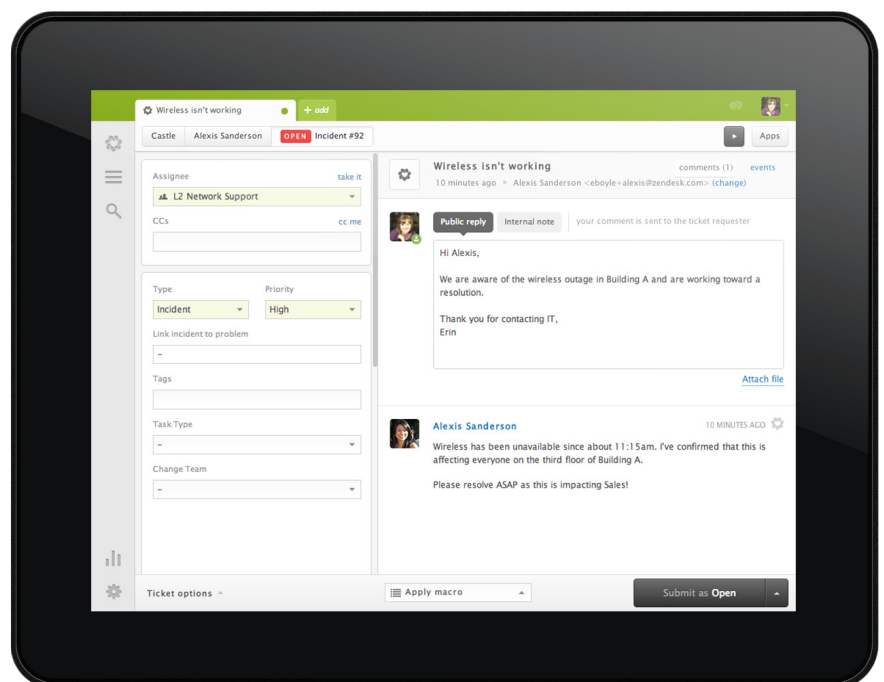 Wireless isn't working
+ add
Castle
Alexis Sanderson
OPEN Incident #92
Apps
Assignee
take it
L2 Network Support
CCs
cc me
Type
Priority
Incident
High
Link incident to problem
–
Tags
Task Type
–
Change Team
–
Wireless isn't working
comments (1)
events
10 minutes ago • Alexis Sanderson <eboyle+alexis@zendesk.com> (change)
Public reply
Internal note
your comment is sent to the ticket requester
Hi Alexis,
We are aware of the wireless outage in Building A and are working toward a
resolution.
Thank you for contacting IT,
Erin
Attach file
Alexis Sanderson
10 MINUTES AGO
Wireless has been unavailable since about 11:15am. I've confirmed that this is
affecting everyone on the third floor of Building A.
Please resolve ASAP as this is impacting Sales!
Ticket options
Apply macro
Submit as Open